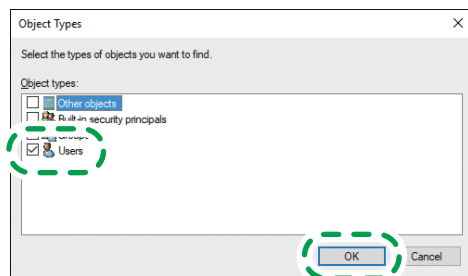 Object Types
Select the types of objects you want to find.
Object types:
Other objects
Built-in security principals
Groups
Users
OK
Cancel